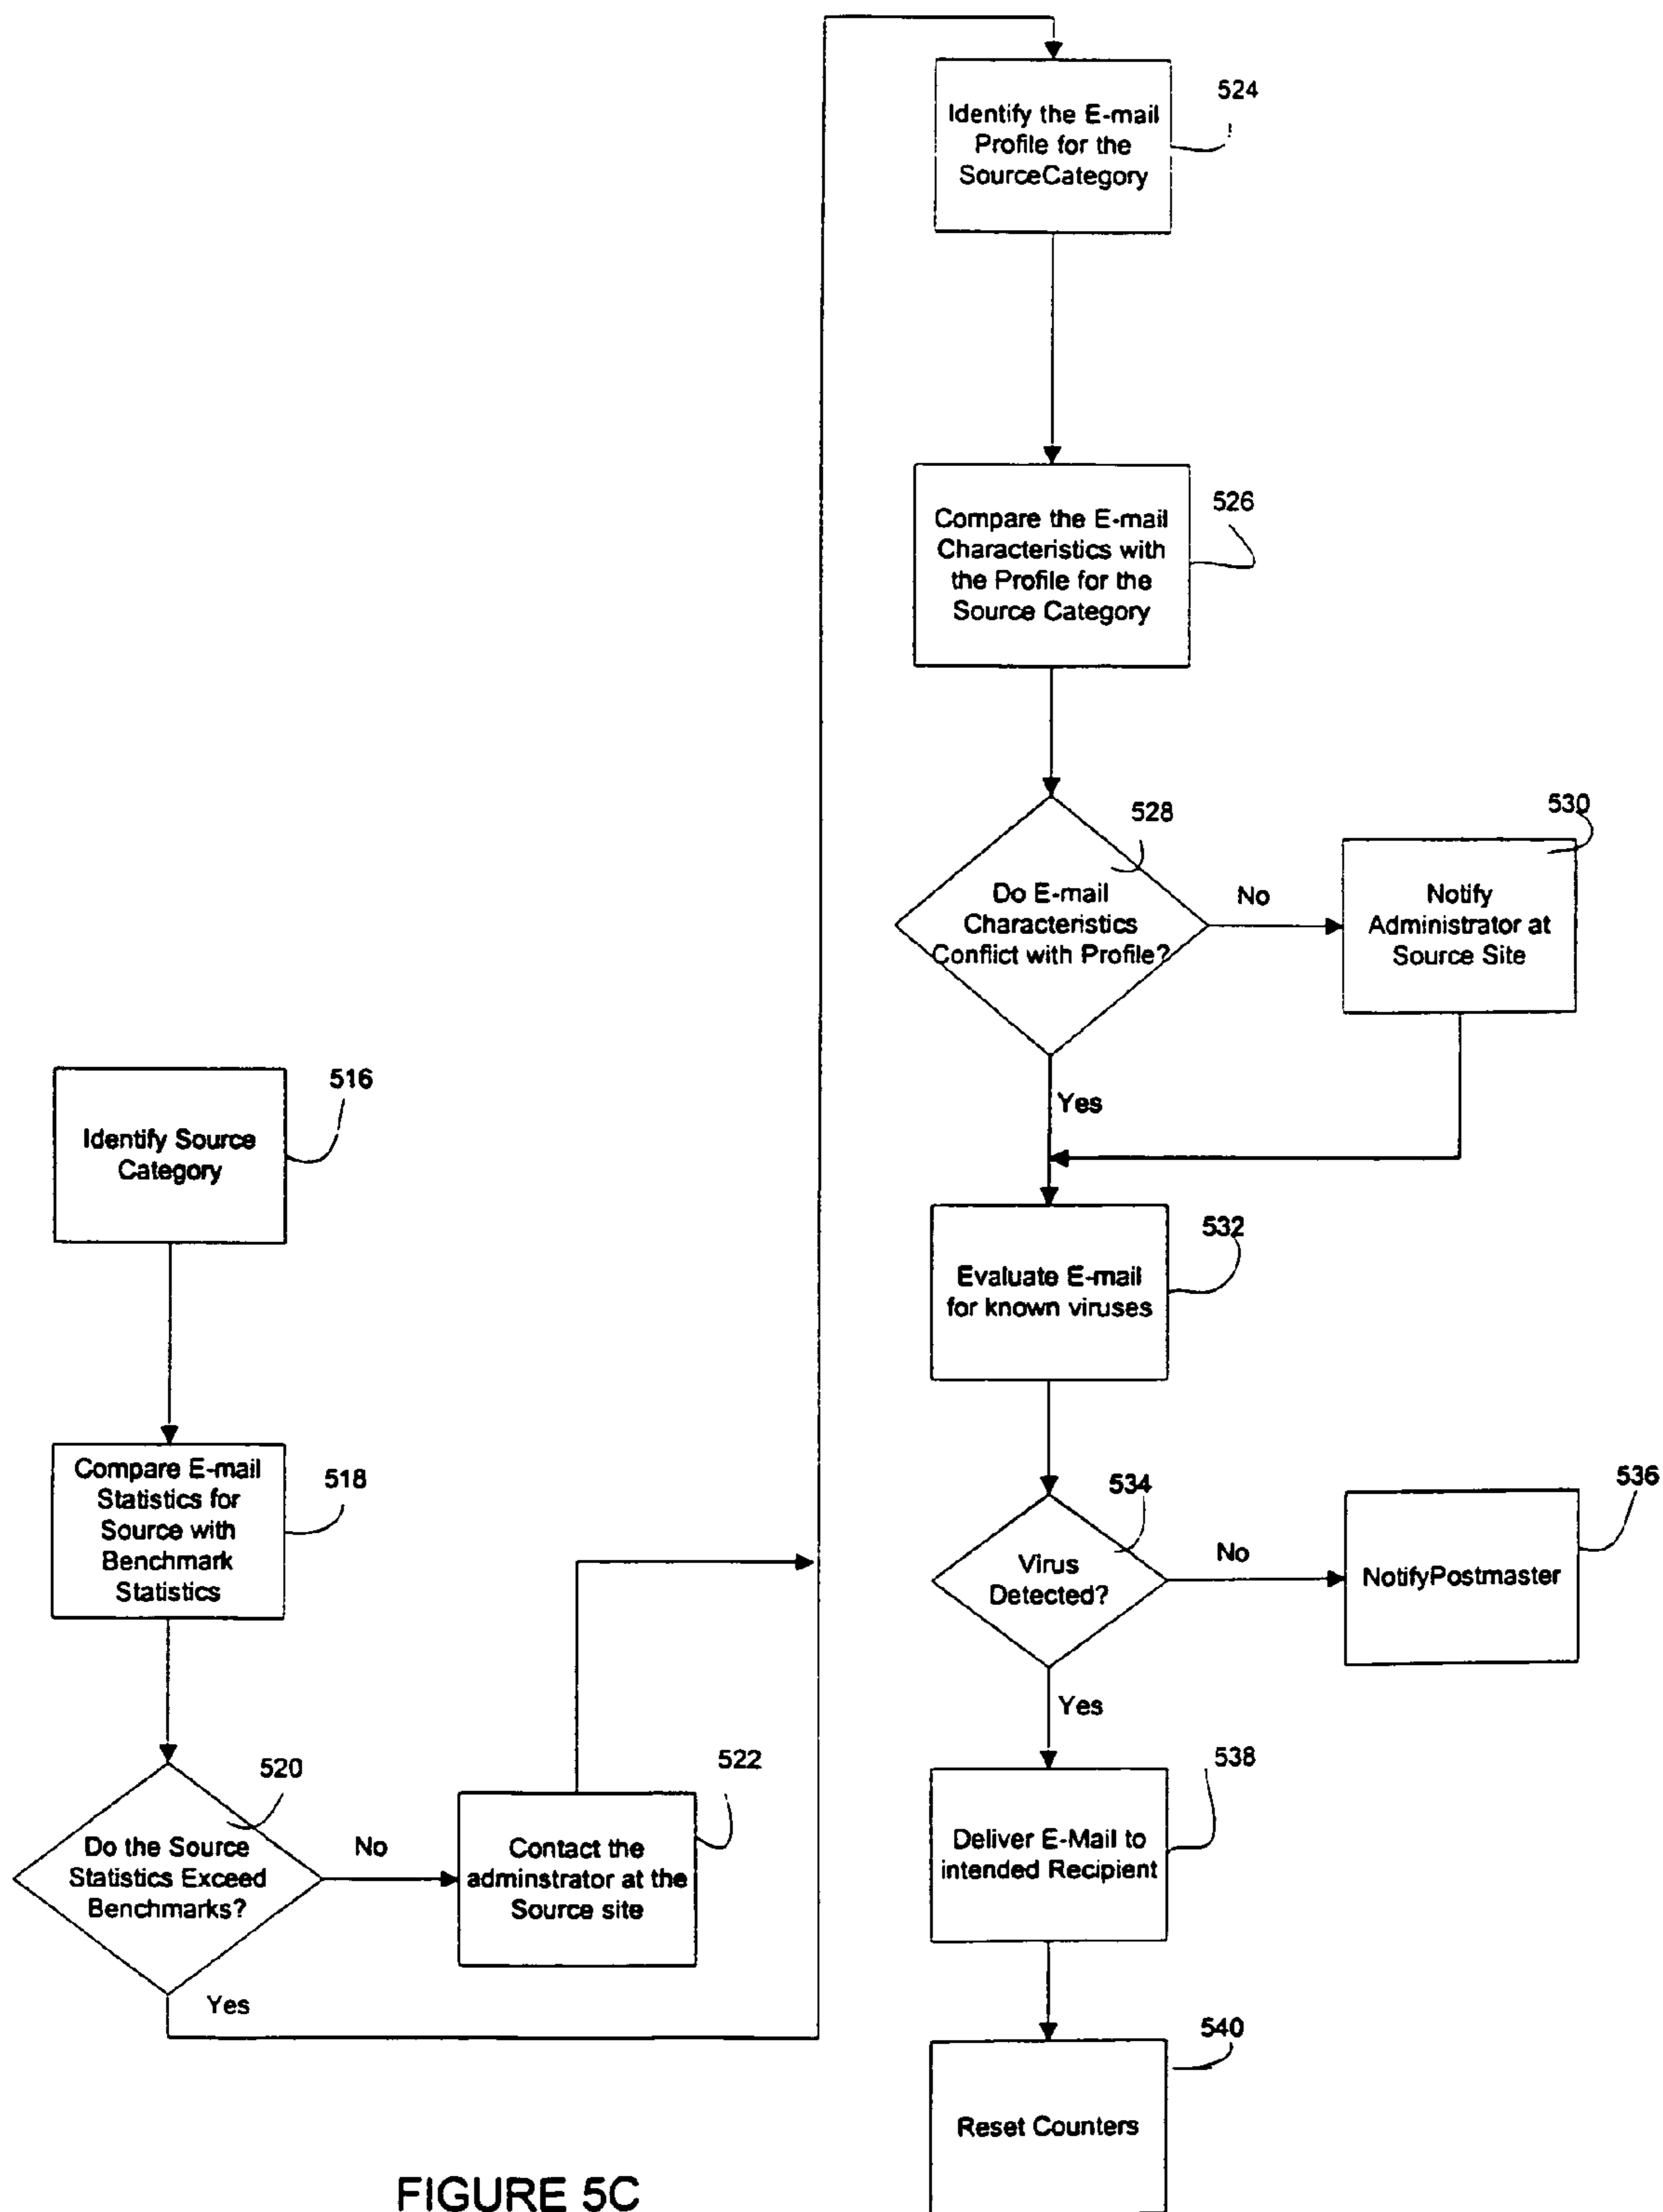 524
Identify the E-mail
Profile for the
SourceCategory
526
Compare the E-mail
Characteristics with
the Profile for the
Source Category
528
Do E-mail
Characteristics
Conflict with Profile?
No
530
Notify
Administrator at
Source Site
Yes
516
Identify Source
Category
532
Evaluate E-mail
for known viruses
518
Compare E-mail
Statistics for
Source with
Benchmark
Statistics
534
Virus
Detected?
No
536
NotifyPostmaster
Yes
520
Do the Source
Statistics Exceed
Benchmarks?
No
522
Contact the
adminstrator at the
Source site
Yes
538
Deliver E-Mail to
intended Recipient
540
Reset Counters
FIGURE 5C